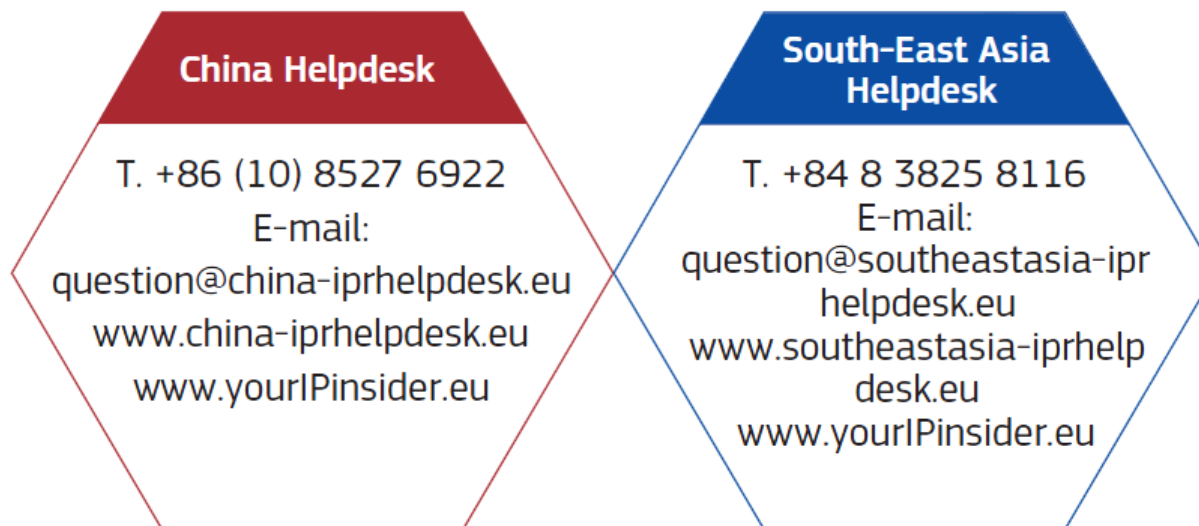 China Helpdesk
T. +86 (10) 8527 6922
E-mail:
question@china-iprhelpdesk.eu
www.china-iprhelpdesk.eu
www.yourIPinsider.eu
South-East Asia
Helpdesk
T. +84 8 3825 8116
E-mail:
question@southeastasia-ipr
helpdesk.eu
www.southeastasia-iprhelp
desk.eu
www.yourIPinsider.eu